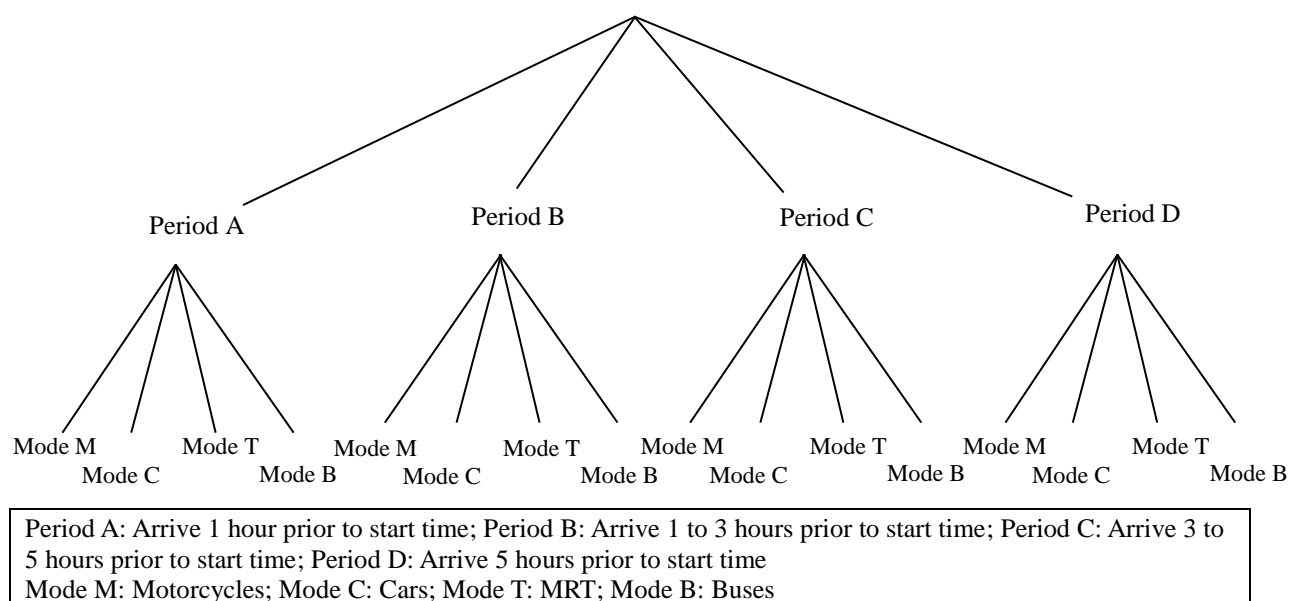 Period A
Period B
Period C
Period D
Mode M
Mode C
Mode T
Mode B
Mode M
Mode C
Mode T
Mode B
Mode M
Mode C
Mode T
Mode B
Mode M
Mode C
Mode T
Mode B
Period A: Arrive 1 hour prior to start time; Period B: Arrive 1 to 3 hours prior to start time; Period C: Arrive 3 to
5 hours prior to start time; Period D: Arrive 5 hours prior to start time
Mode M: Motorcycles; Mode C: Cars; Mode T: MRT; Mode B: Buses